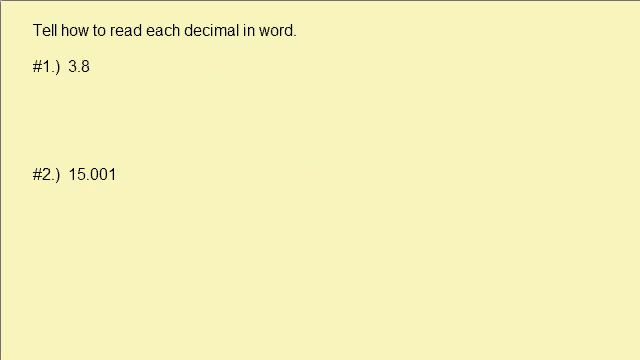 Tell how to read each decimal in word.
#1.) 3.8
#2.) 15.001